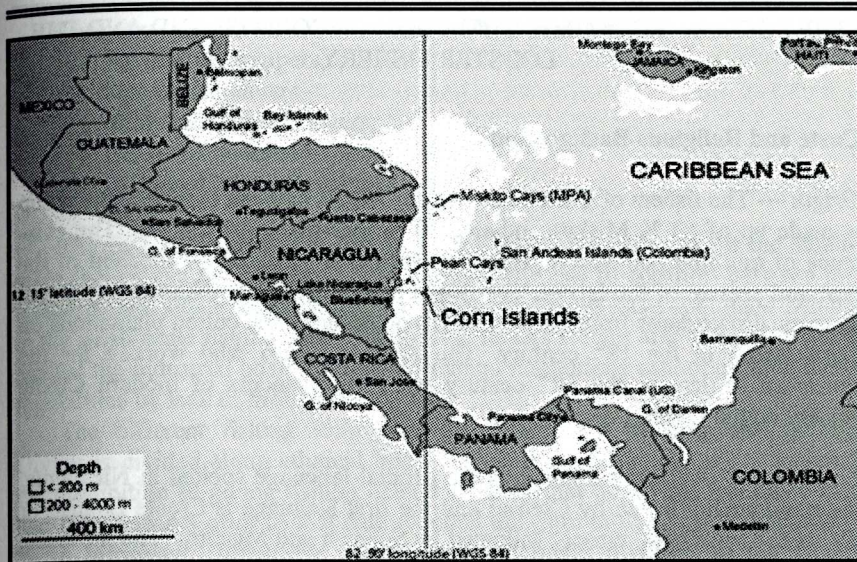 Montego Bay
JAMAICA
Kingston
HAITI
Belmopan
BELIZE
MEXICO
Gulf of
Honduras
Bay Islands
GUATEMALA
CARIBBEAN SEA
HONDURAS
Miskito Cays (MPA)
Tegucigalpa
Puerto Cabezas
San Salvador
G. of Fonseca
NICARAGUA
San Andeas Islands (Colombia)
Pearl Cays
Leon
Lake Nicaragua
12 15' latitude (WGS 84)
Managua
Bluefields
Corn Islands
Barranquilla
COSTA RICA
San Jose
Panama Canal (US)
G. of Nicoya
Panama City
G. of Darien
PANAMA
Gulf of
Panama
COLOMBIA
Depth
< 200 m
200 - 4000 m
400 km
Medellin
82 90' longitude (WGS 84)